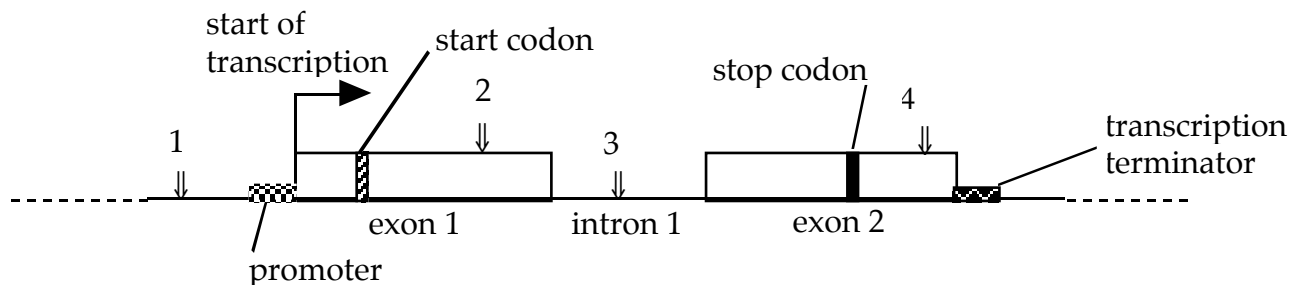 start of
transcription
start codon
stop codon
1
2
3
4
transcription
terminator
exon 1
intron 1
exon 2
promoter